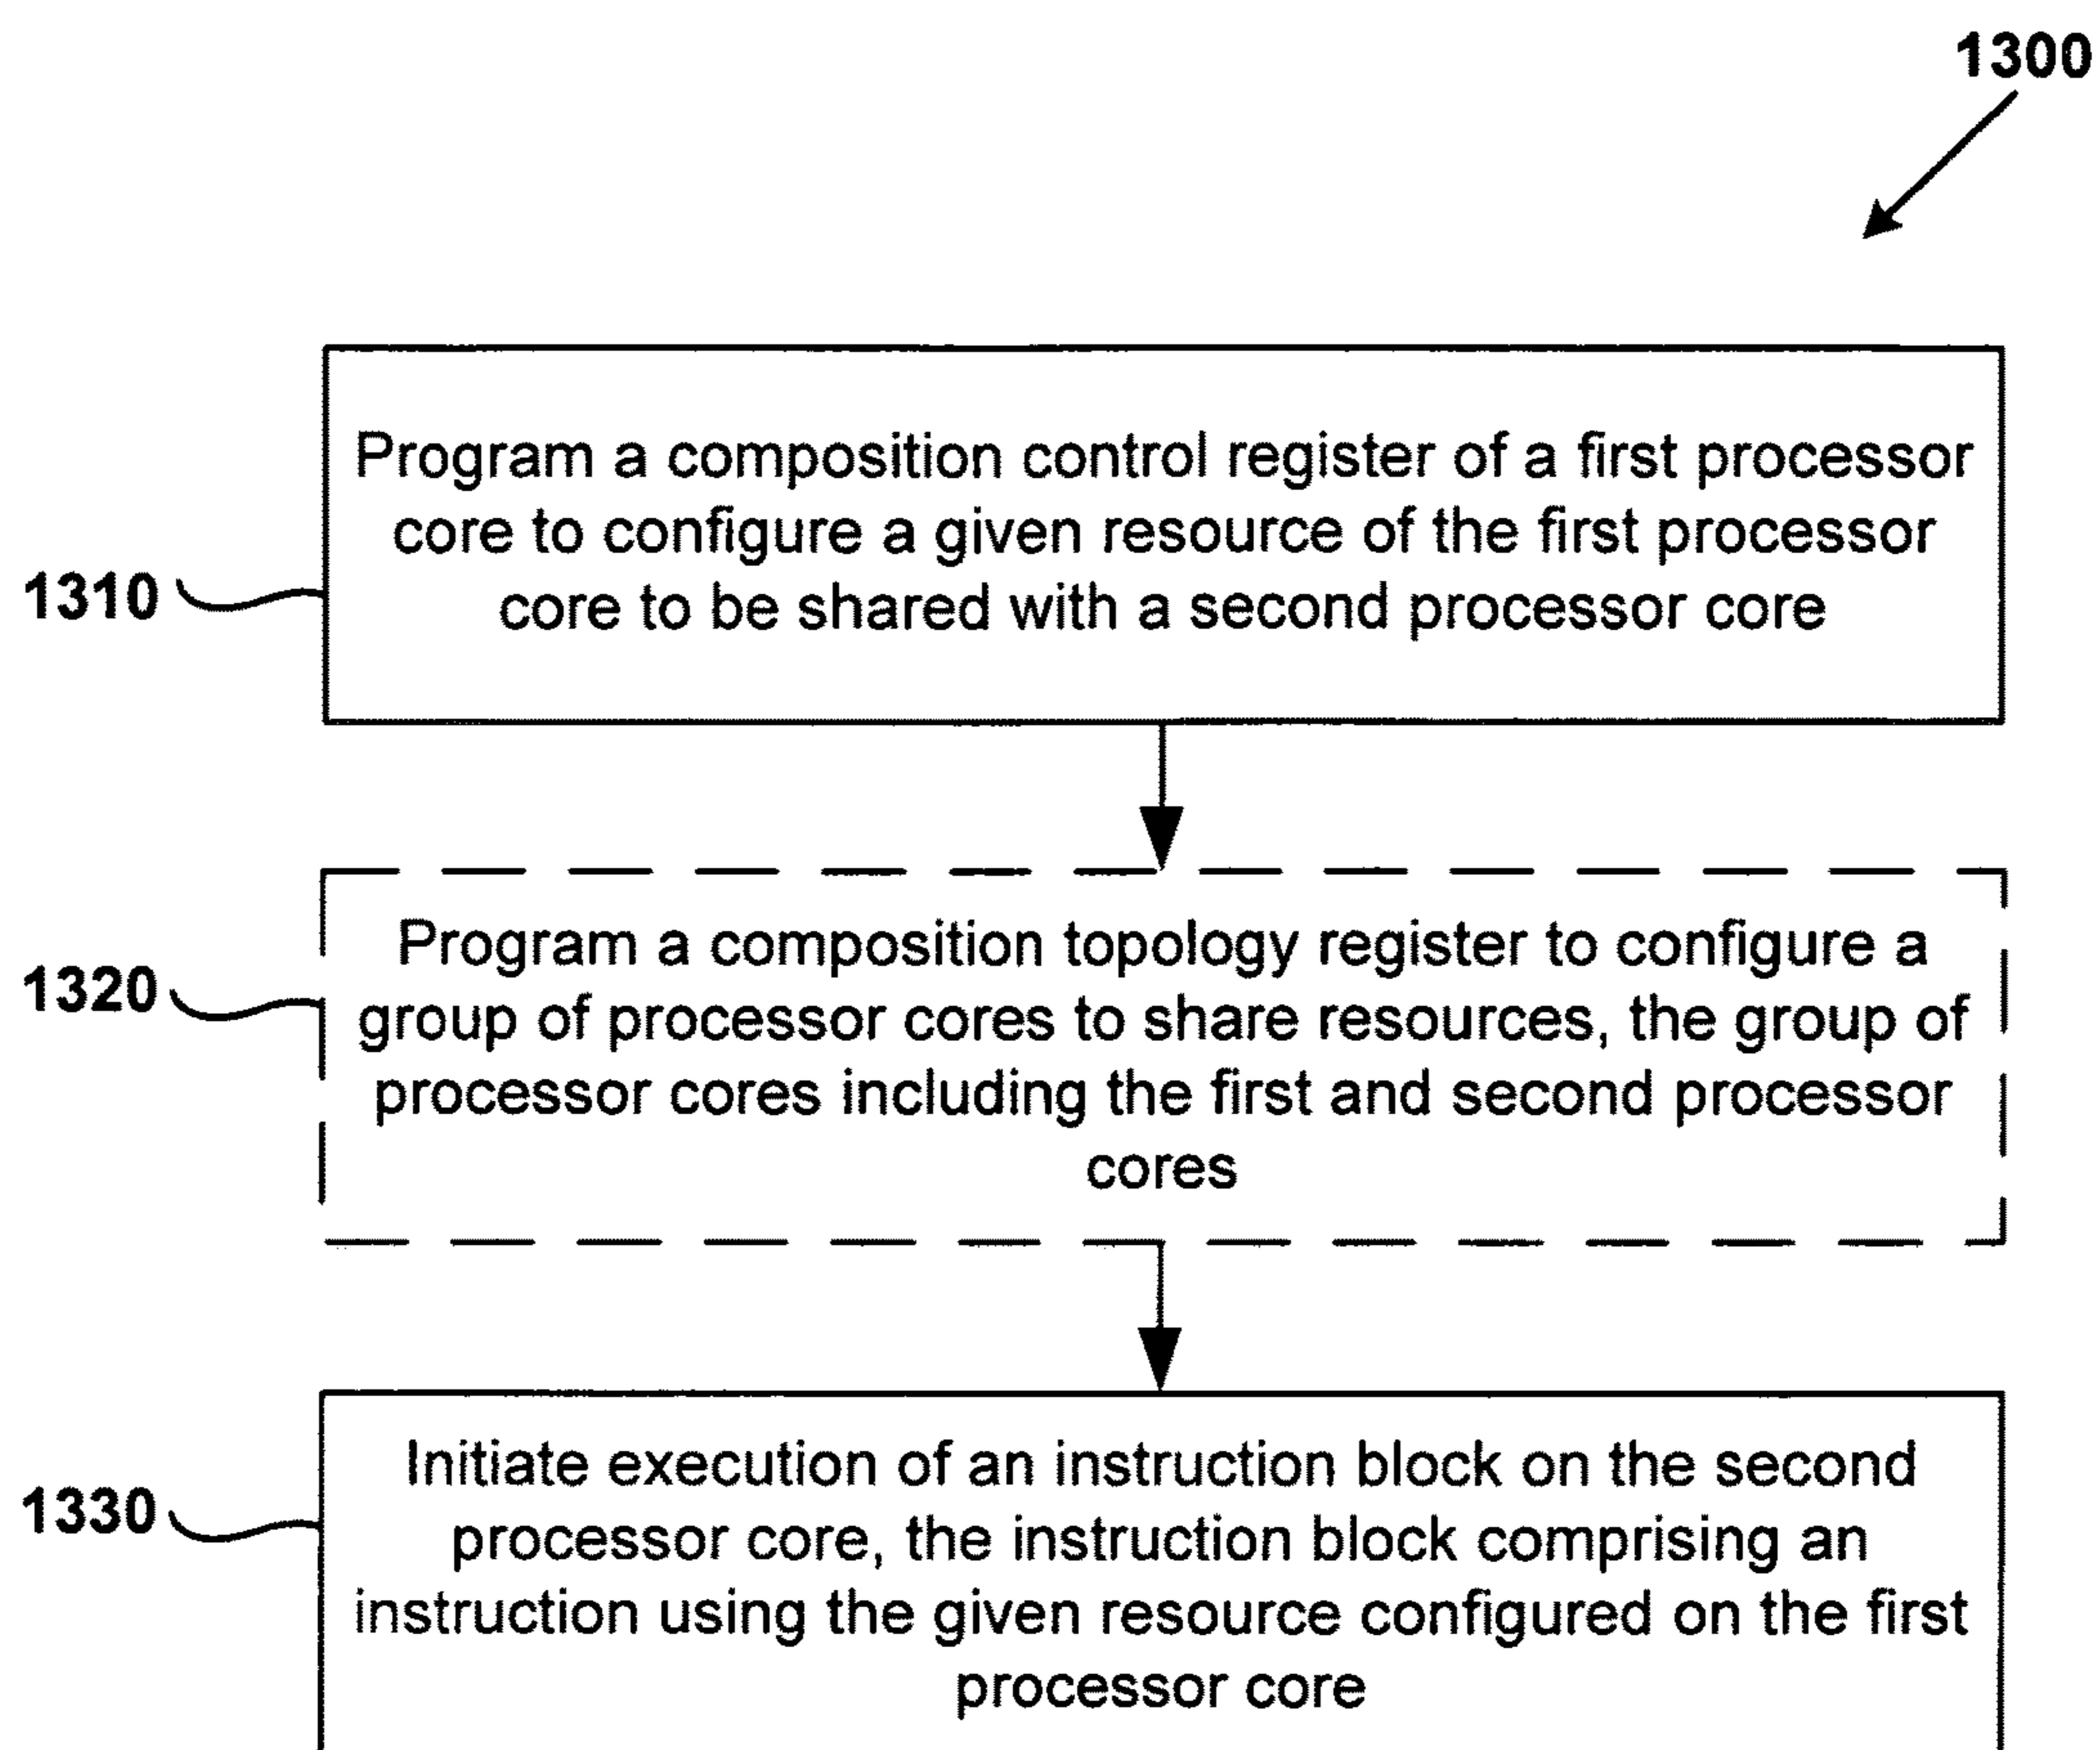 1300
Program a composition control register of a first processor
core to configure a given resource of the first processor
core to be shared with a second processor core
1310
Program a composition topology register to configure a
group of processor cores to share resources, the group of
processor cores including the first and second processor
cores
1320
Initiate execution of an instruction block on the second
processor core, the instruction block comprising an
instruction using the given resource configured on the first
processor core
1330